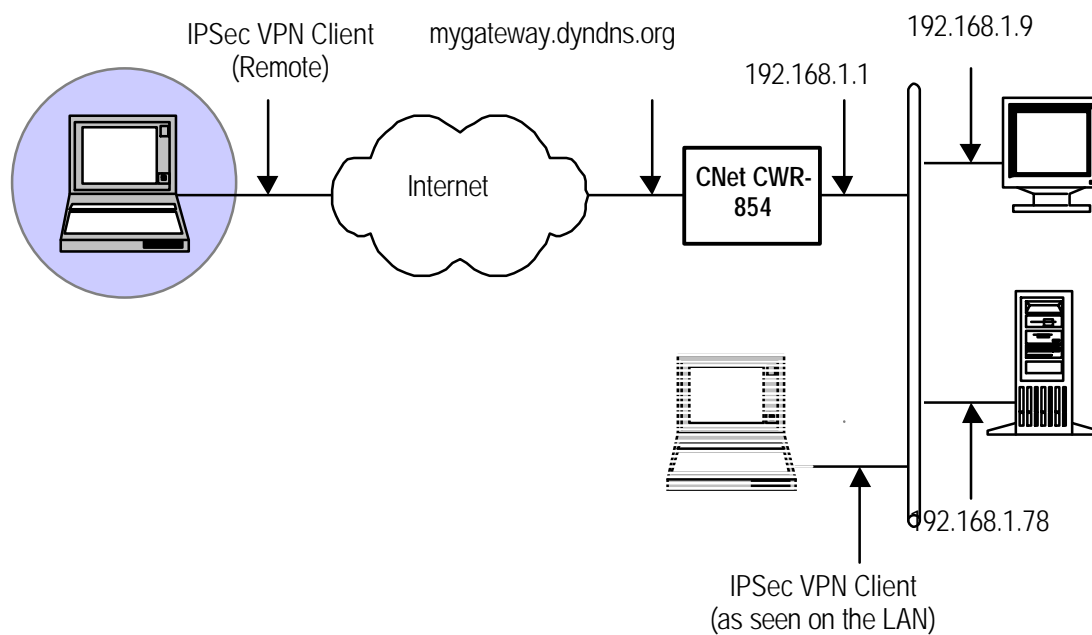 IPSec VPN Client
(Remote)
mygateway.dyndns.org
192.168.1.9
192.168.1.1
Internet
CNet CWR-
854
192.168.1.78
IPSec VPN Client
(as seen on the LAN)